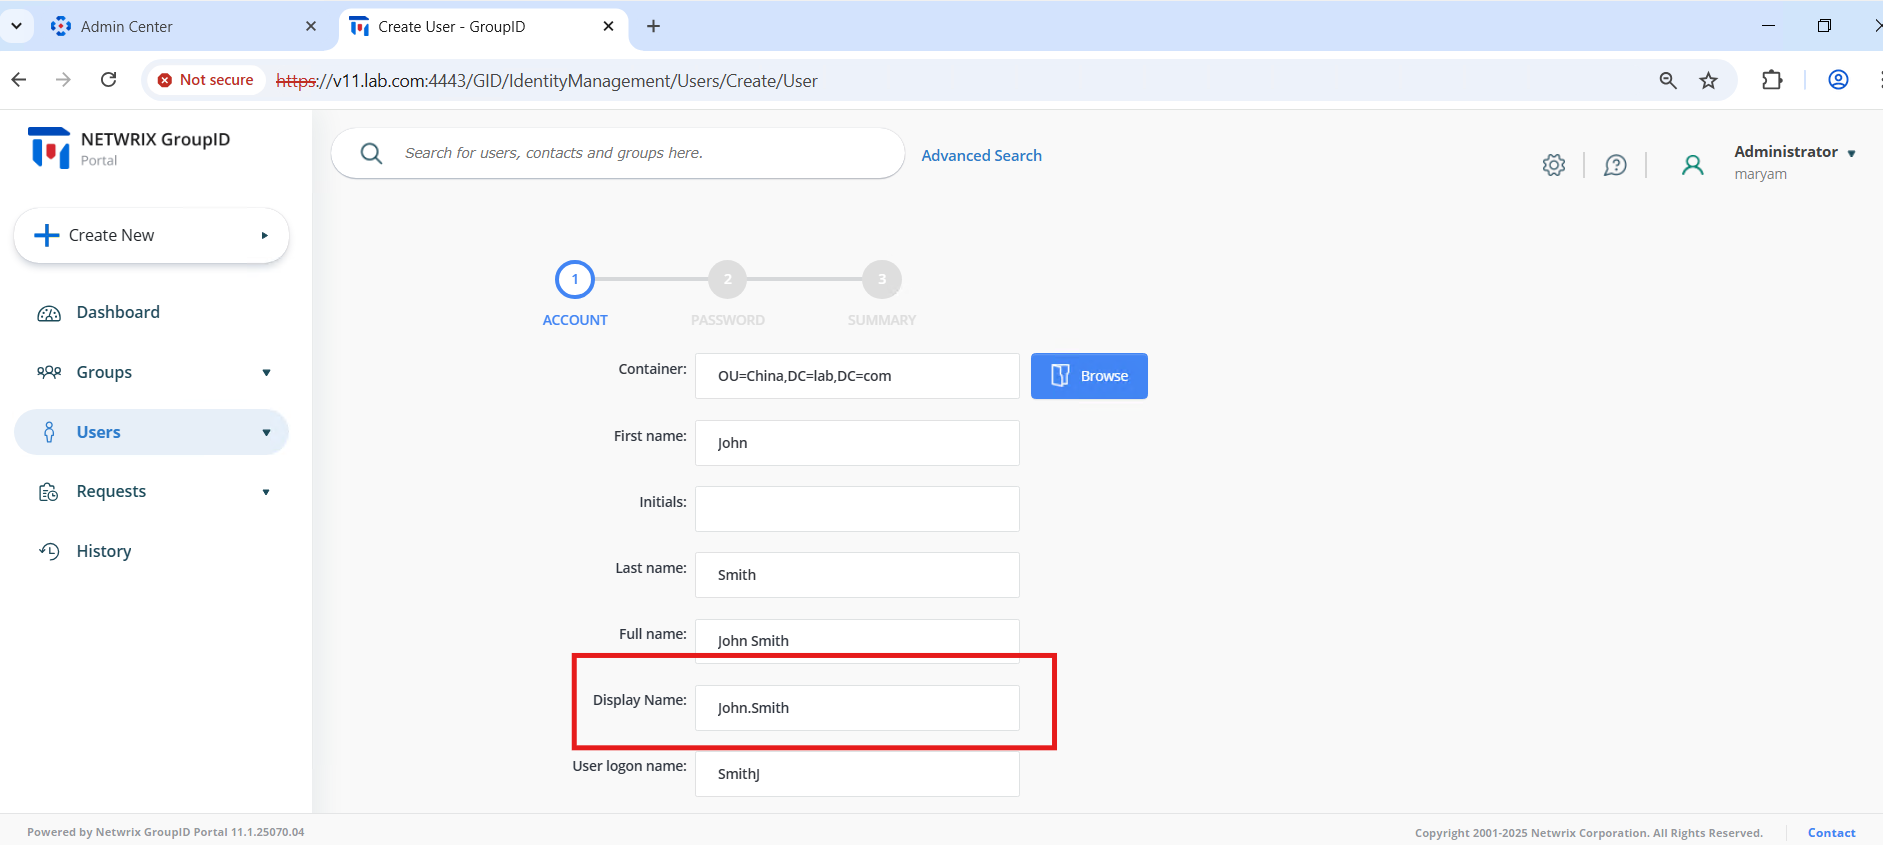 Admin Center
Create User - GroupID
Not secure
https://v11.lab.com:4443/GID/IdentityManagement/Users/Create/User
NETWRIX GroupID
Portal
Search for users, contacts and groups here.
Advanced Search
Administrator
maryam
Create New
Dashboard
Groups
Users
Requests
History
1
2
3
ACCOUNT
PASSWORD
SUMMARY
Container:
OU=China,DC=lab,DC=com
Browse
First name:
John
Initials:
Last name:
Smith
Full name:
John Smith
Display Name:
John.Smith
User logon name:
SmithJ
Powered by Netwrix GroupID Portal 11.1.25070.04
Copyright 2001-2025 Netwrix Corporation. All Rights Reserved.
Contact